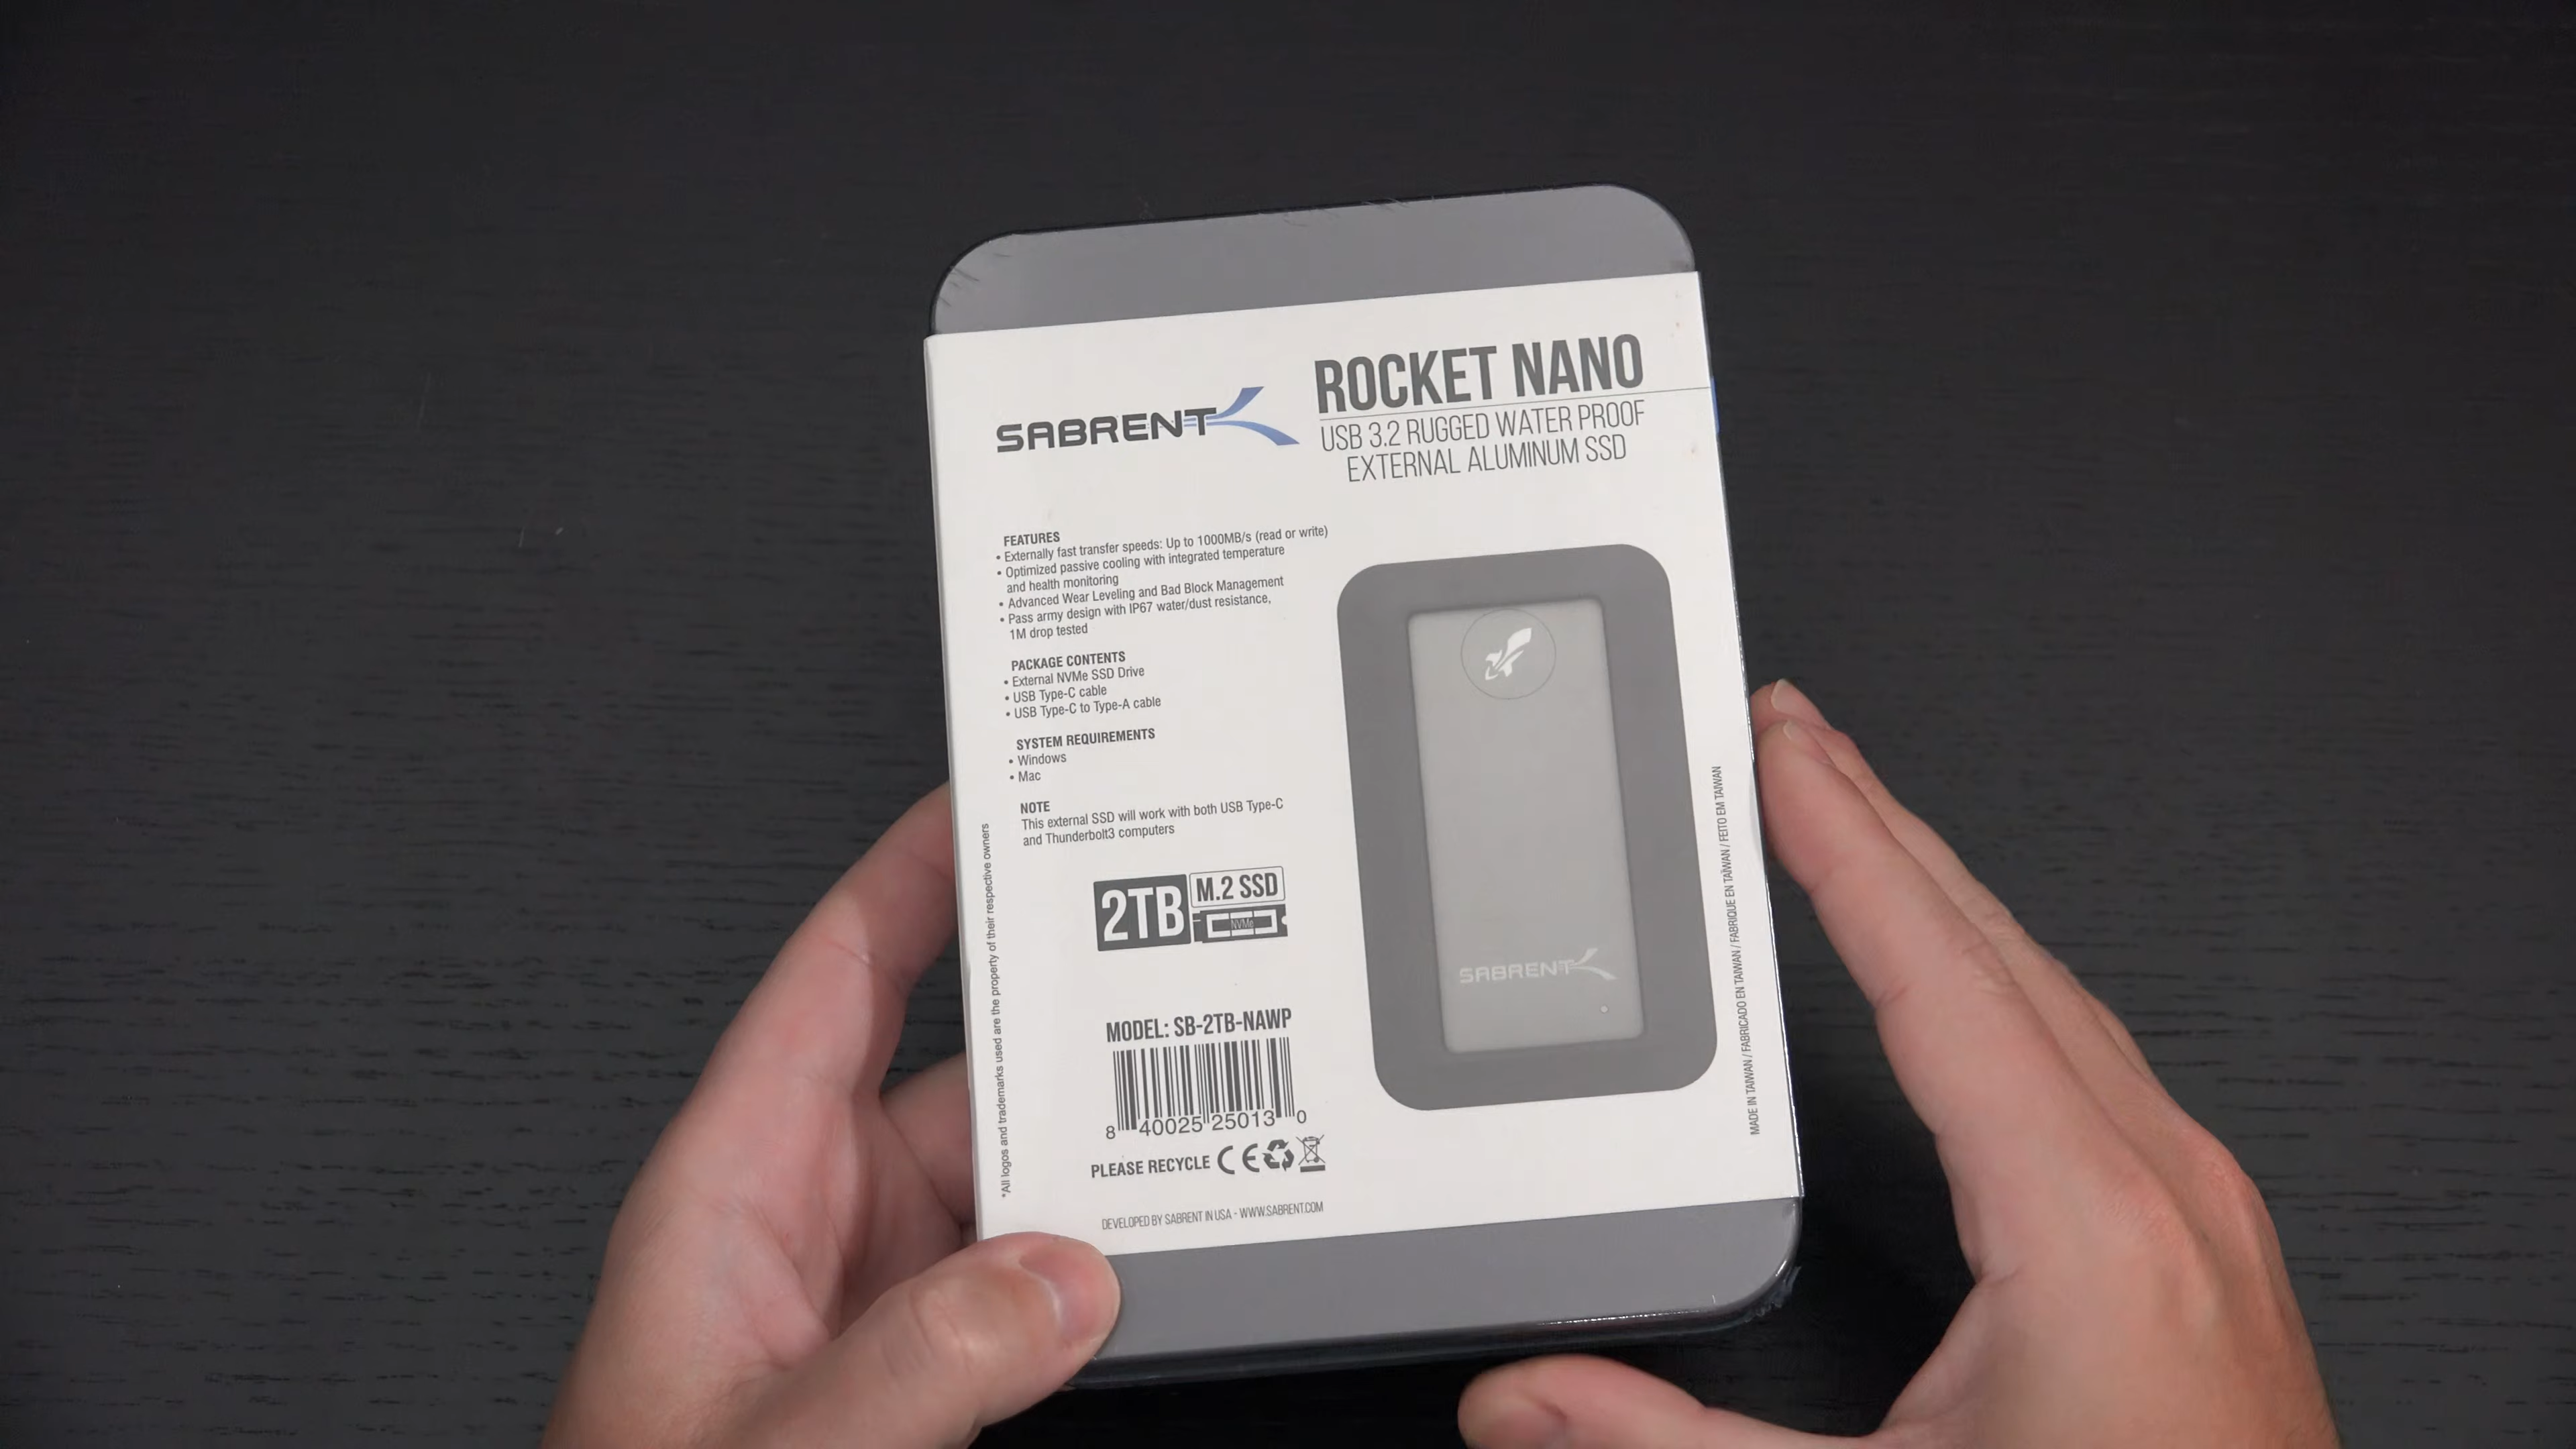 SABRENT
ROCKET NANO
USB 3.2 RUGGED WATER PROOF
EXTERNAL ALUMINUM SSD
FEATURES
• Externally fast transfer speeds: Up to 1000MB/s (read or write)
• Optimized passive cooling with integrated temperature
and health monitoring
• Advanced Wear Leveling and Bad Block Management
• Pass army design with IP67 water/dust resistance,
1M drop tested
PACKAGE CONTENTS
• External NVMe SSD Drive
• USB Type-C cable
• USB Type-C to Type-A cable
SYSTEM REQUIREMENTS
• Windows
• Mac
NOTE
This external SSD will work with both USB Type-C
and Thunderbolt3 computers
2TB
M.2 SSD
NVMe
MODEL: SB-2TB-NAWP
8 40025 25013 0
PLEASE RECYCLE CE
DEVELOPED BY SABRENT IN USA - WWW.SABRENT.COM
*All logos and trademarks used are the property of their respective owners
SABRENT
MADE IN TAIWAN / FABRICADO EN TAIWAN / FABRIQUE EN TAÏWAN / FEITO EM TAIWAN